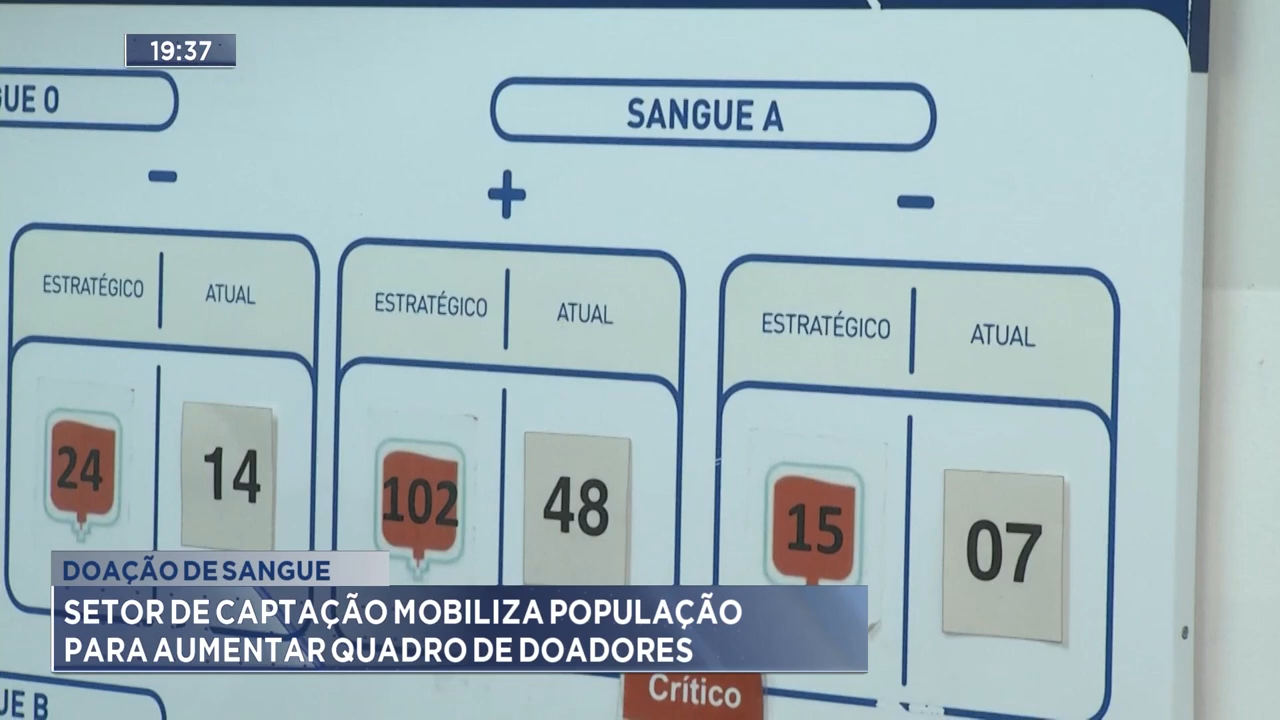 19:37
GUE O
SANGUE A
-
+
-
ESTRATÉGICO ATUAL
ESTRATÉGICO ATUAL
ESTRATÉGICO ATUAL
24 14
102 48
15 07
DOAÇÃO DE SANGUE
SETOR DE CAPTAÇÃO MOBILIZA POPULAÇÃO
PARA AUMENTAR QUADRO DE DOADORES
Crítico
UE B